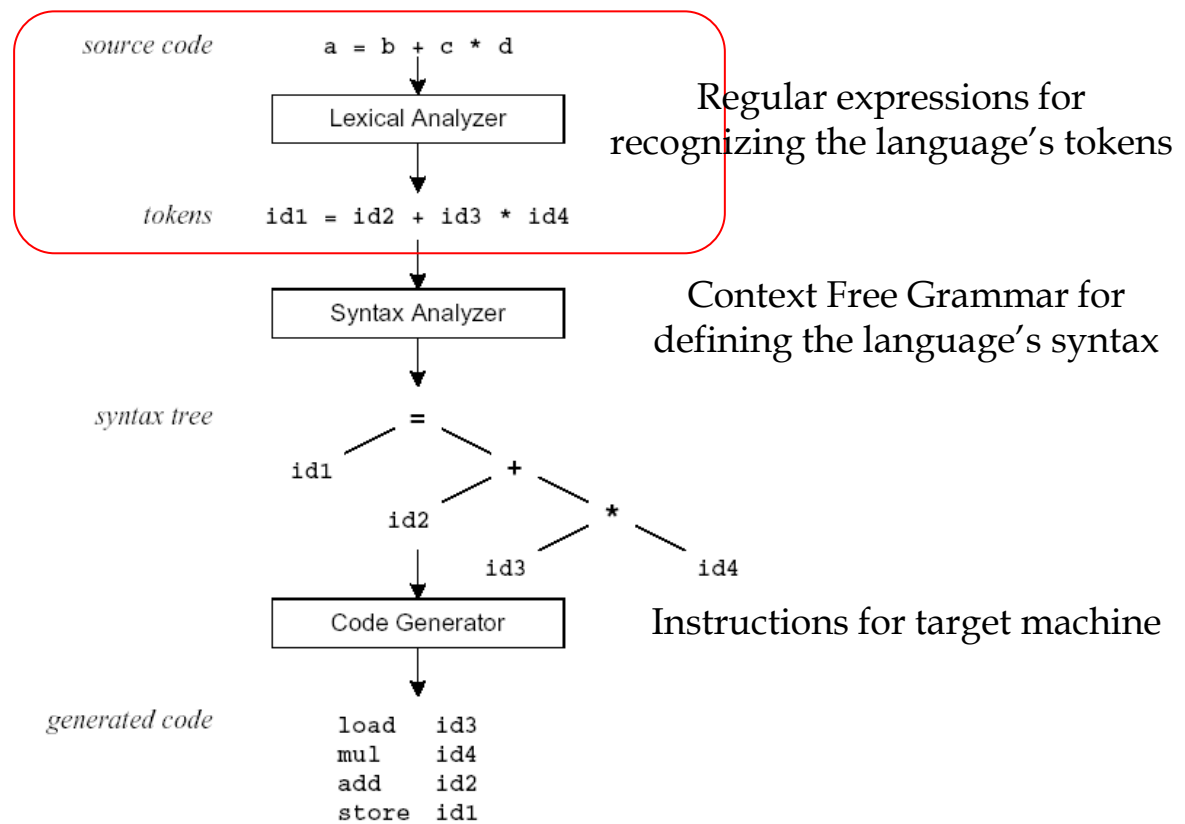 source code a = b + c * d
Lexical Analyzer
Regular expressions for
recognizing the language’s tokens
tokens id1 = id2 + id3 * id4
Syntax Analyzer
Context Free Grammar for
defining the language’s syntax
syntax tree =
id1 +
id2 *
id3 id4
Code Generator
Instructions for target machine
generated code load id3
mul id4
add id2
store id1